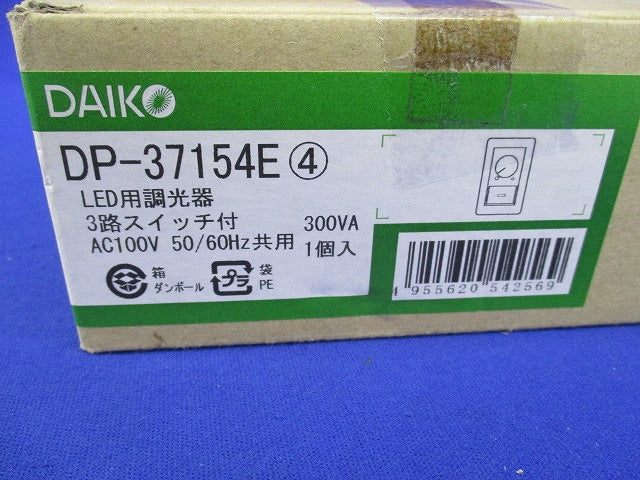 DAIKO
DP-37154E④
LED用調光器
3路スイッチ付 300VA
AC100V 50/60Hz共用 1個入
箱
ダンボール
プラ
袋
PE
4 955620 542569